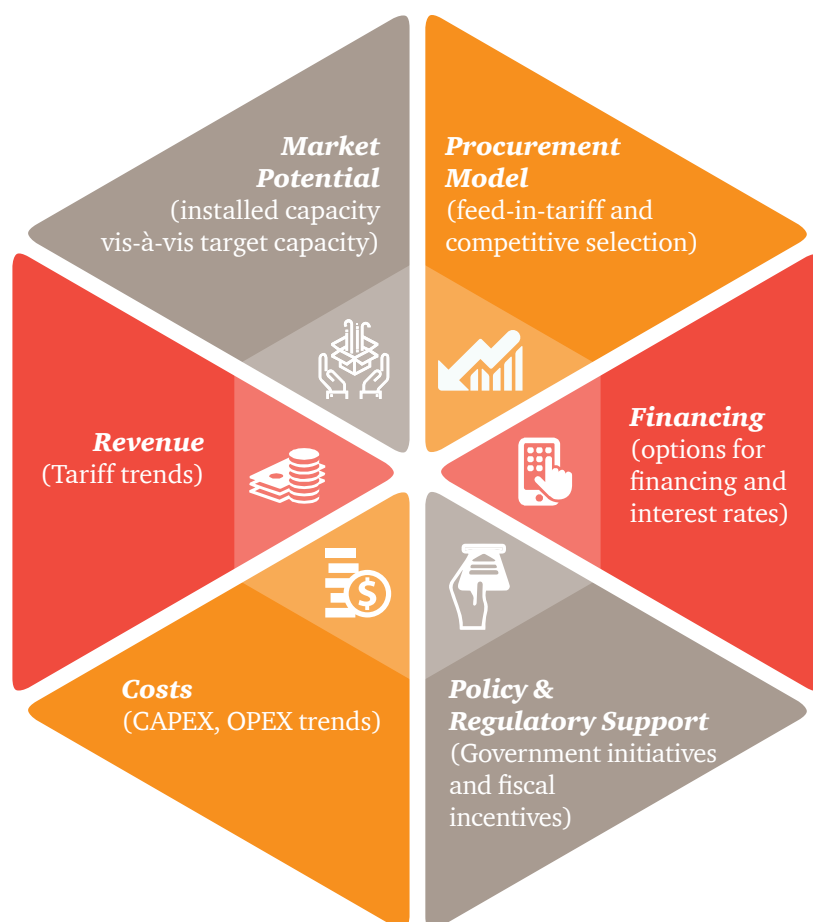 Market
Potential
(installed capacity
vis-à-vis target capacity)
Procurement
Model
(feed-in-tariff and
competitive selection)
Revenue
(Tariff trends)
Financing
(options for
financing and
interest rates)
$
Costs
(CAPEX, OPEX trends)
Policy &
Regulatory Support
(Government initiatives
and fiscal
incentives)